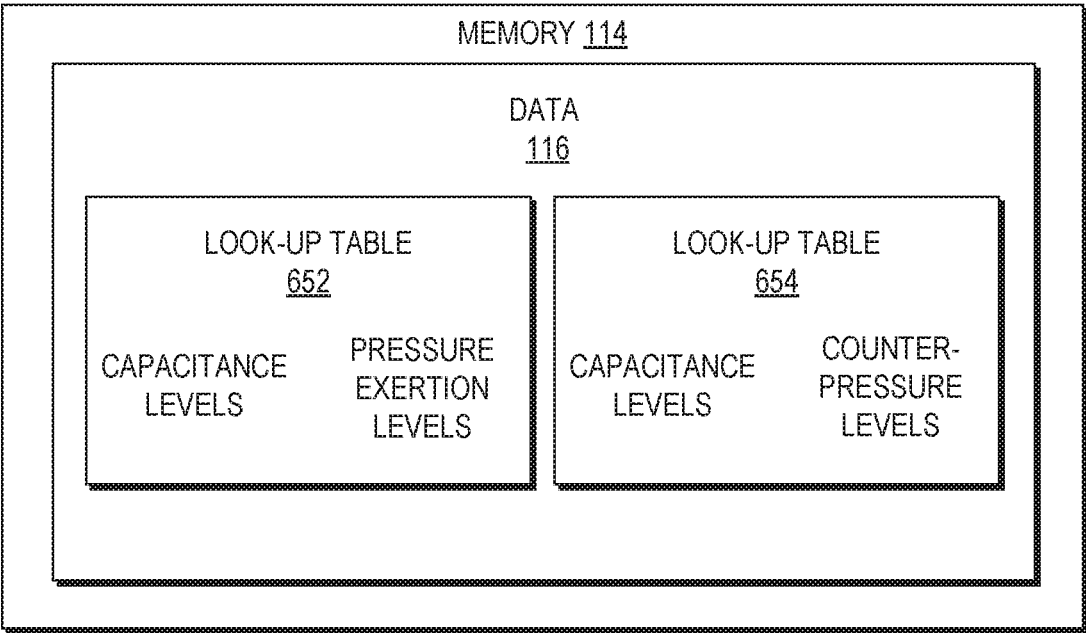 MEMORY 114
DATA
116
LOOK-UP TABLE
652
CAPACITANCE
LEVELS
PRESSURE
EXERTION
LEVELS
LOOK-UP TABLE
654
CAPACITANCE
LEVELS
COUNTER-
PRESSURE
LEVELS